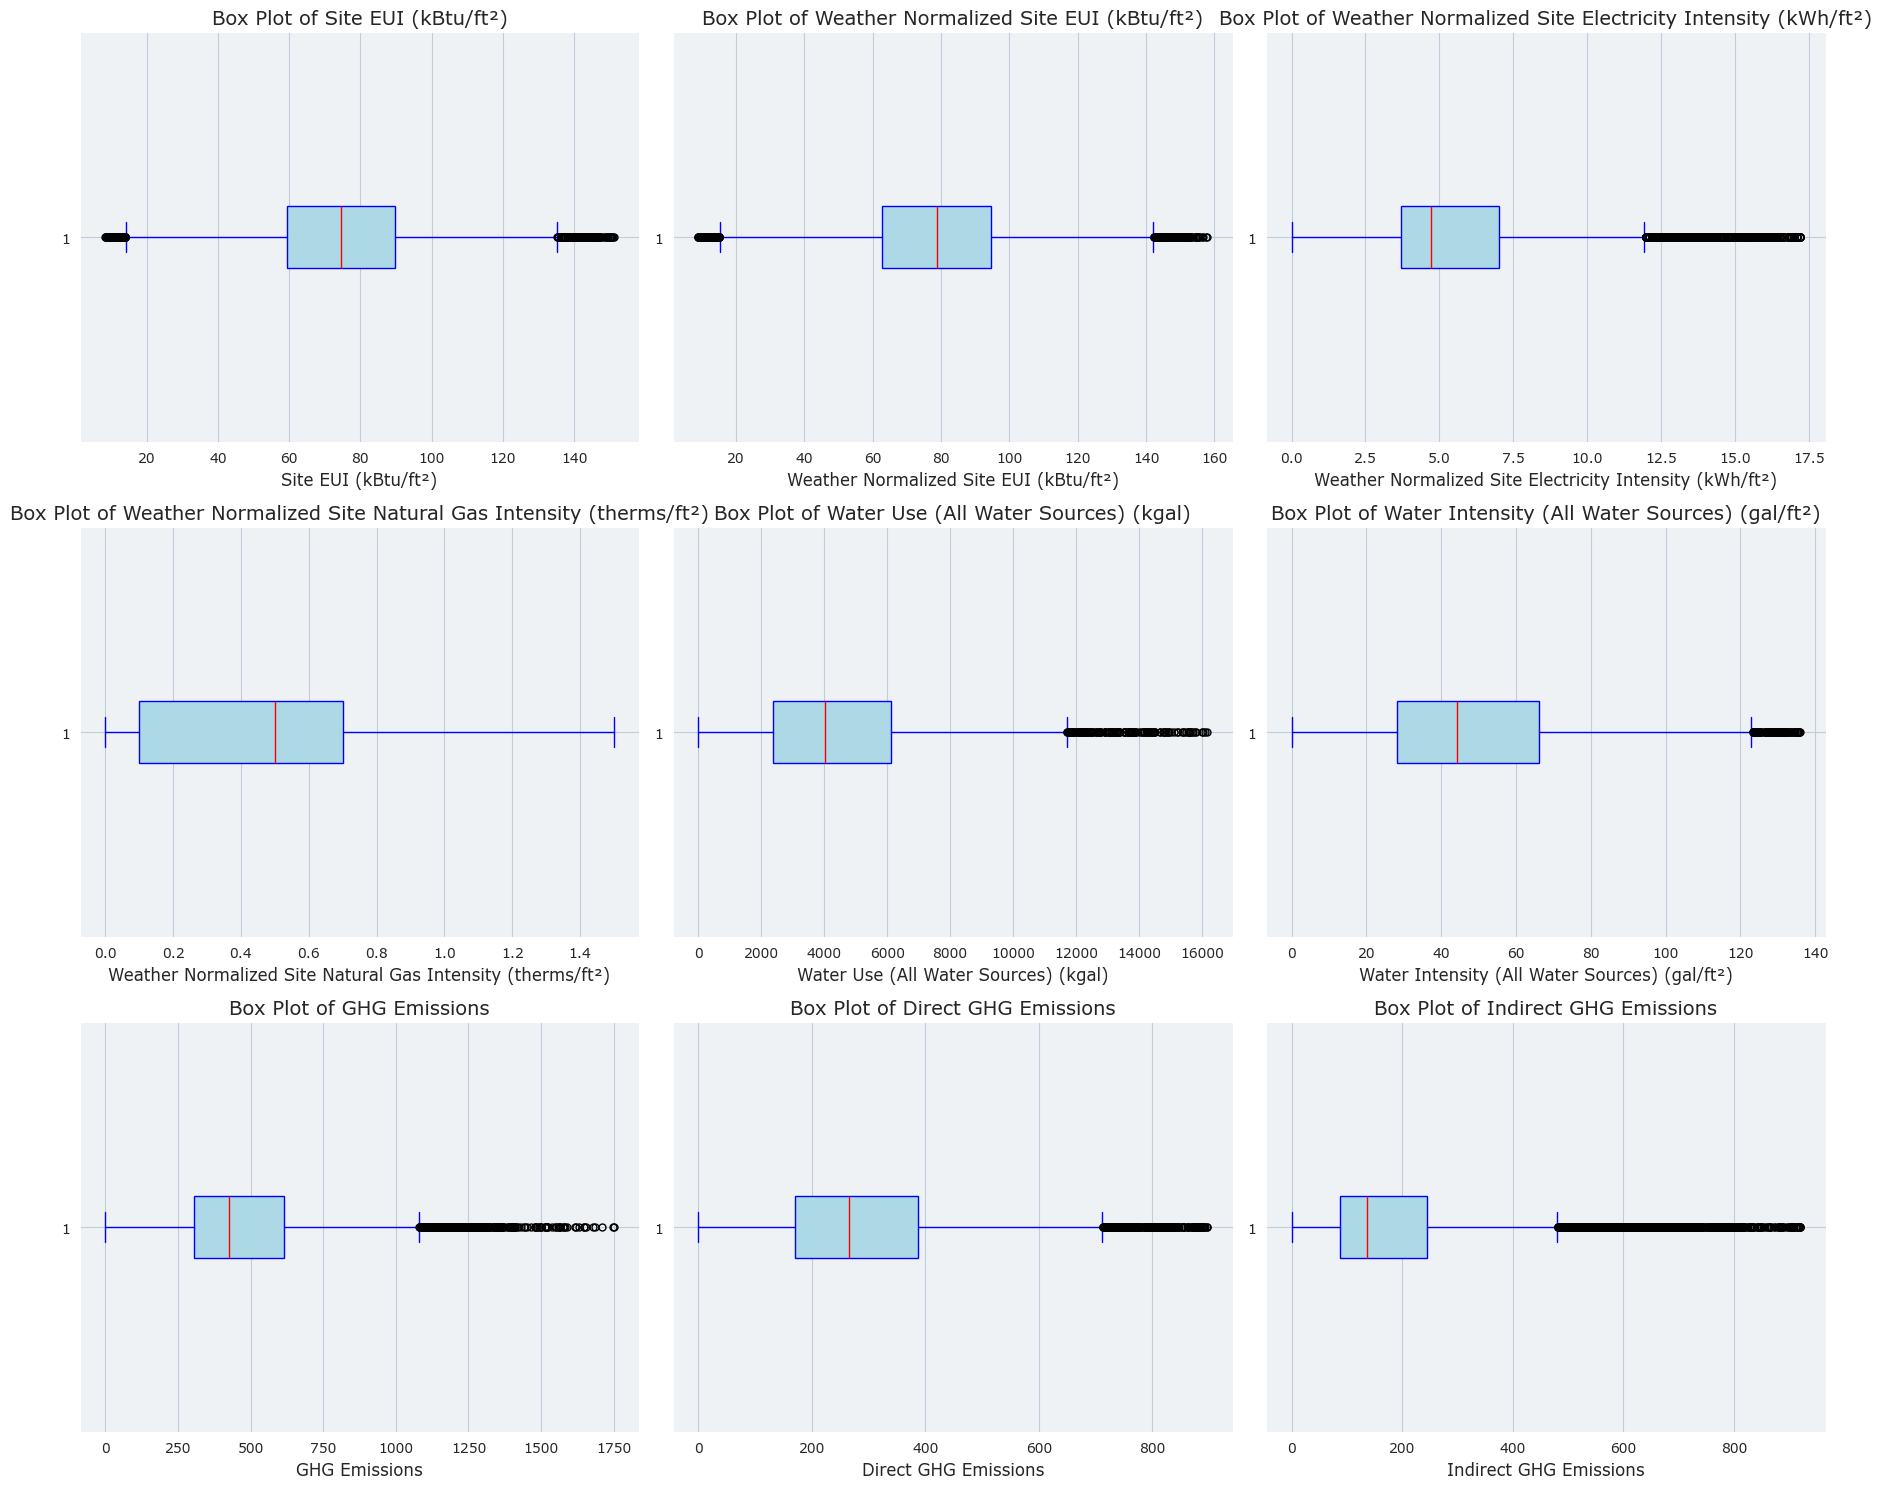 Box Plot of Site EUI (kBtu/ft²)
1
20 40 60 80 100 120 140
Site EUI (kBtu/ft²)
Box Plot of Weather Normalized Site EUI (kBtu/ft²)
1
20 40 60 80 100 120 140 160
Weather Normalized Site EUI (kBtu/ft²)
Box Plot of Weather Normalized Site Electricity Intensity (kWh/ft²)
1
0.0 2.5 5.0 7.5 10.0 12.5 15.0 17.5
Weather Normalized Site Electricity Intensity (kWh/ft²)
Box Plot of Weather Normalized Site Natural Gas Intensity (therms/ft²)
1
0.0 0.2 0.4 0.6 0.8 1.0 1.2 1.4
Weather Normalized Site Natural Gas Intensity (therms/ft²)
Box Plot of Water Use (All Water Sources) (kgal)
1
0 2000 4000 6000 8000 10000 12000 14000 16000
Water Use (All Water Sources) (kgal)
Box Plot of Water Intensity (All Water Sources) (gal/ft²)
1
0 20 40 60 80 100 120 140
Water Intensity (All Water Sources) (gal/ft²)
Box Plot of GHG Emissions
1
0 250 500 750 1000 1250 1500 1750
GHG Emissions
Box Plot of Direct GHG Emissions
1
0 200 400 600 800
Direct GHG Emissions
Box Plot of Indirect GHG Emissions
1
0 200 400 600 800
Indirect GHG Emissions